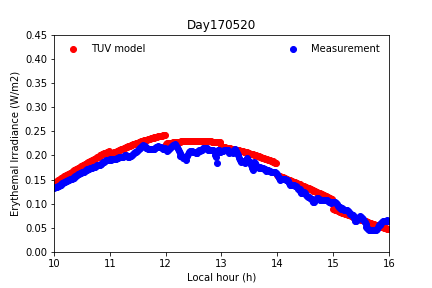 Day170520
0.45
0.40
0.35
0.30
0.25
0.20
0.15
0.10
0.05
0.00
Erythemal Irradiance (W/m2)
TUV model
Measurement
10 11 12 13 14 15 16
Local hour (h)